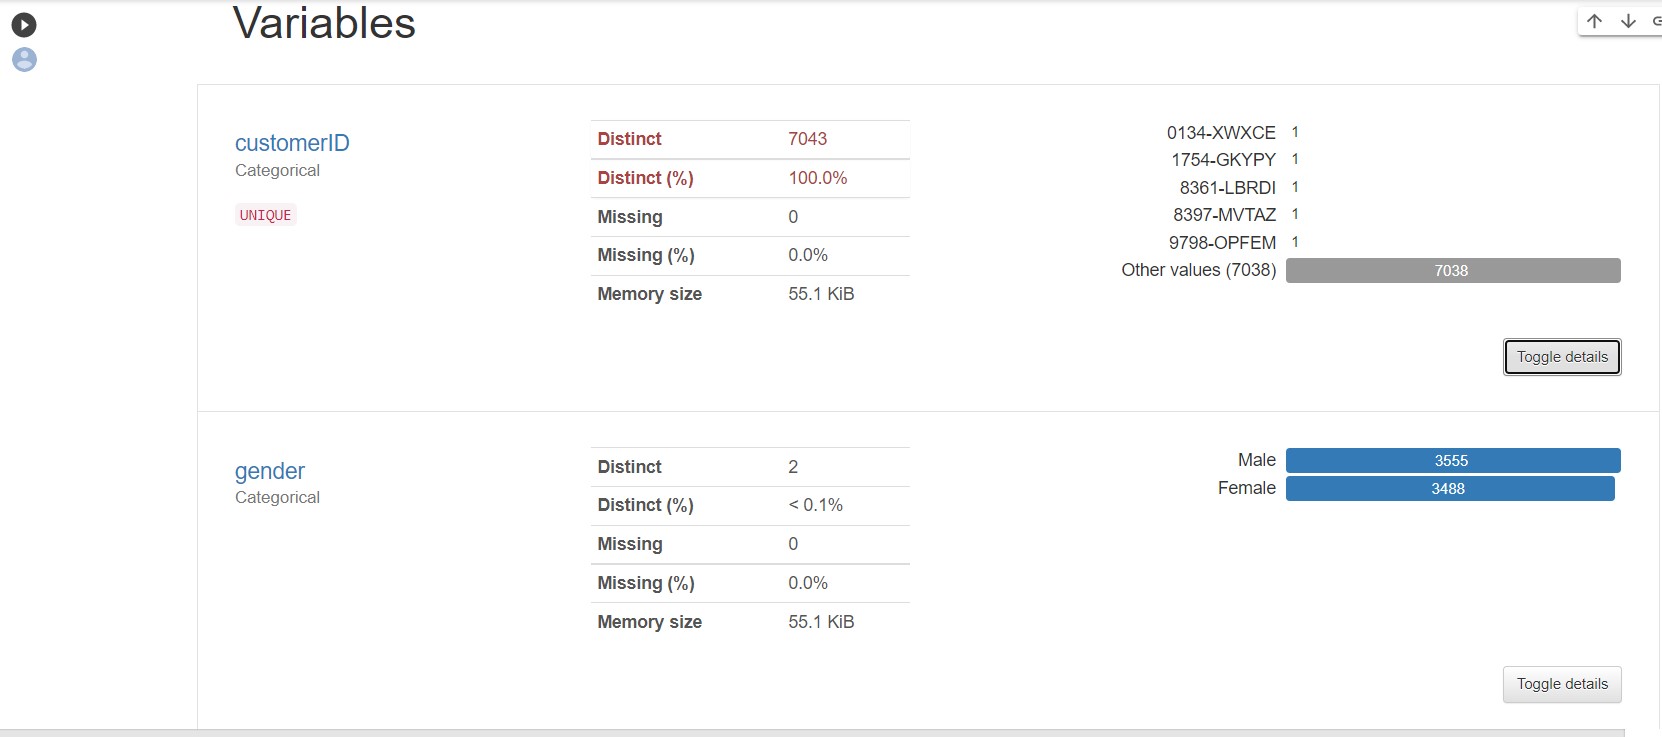 Variables
customerID
Categorical
UNIQUE
Distinct 7043
Distinct (%) 100.0%
Missing 0
Missing (%) 0.0%
Memory size 55.1 KiB
0134-XWXCE 1
1754-GKYPY 1
8361-LBRDI 1
8397-MVTAZ 1
9798-OPFEM 1
Other values (7038) 7038
Toggle details
gender
Categorical
Distinct 2
Distinct (%) < 0.1%
Missing 0
Missing (%) 0.0%
Memory size 55.1 KiB
Male 3555
Female 3488
Toggle details